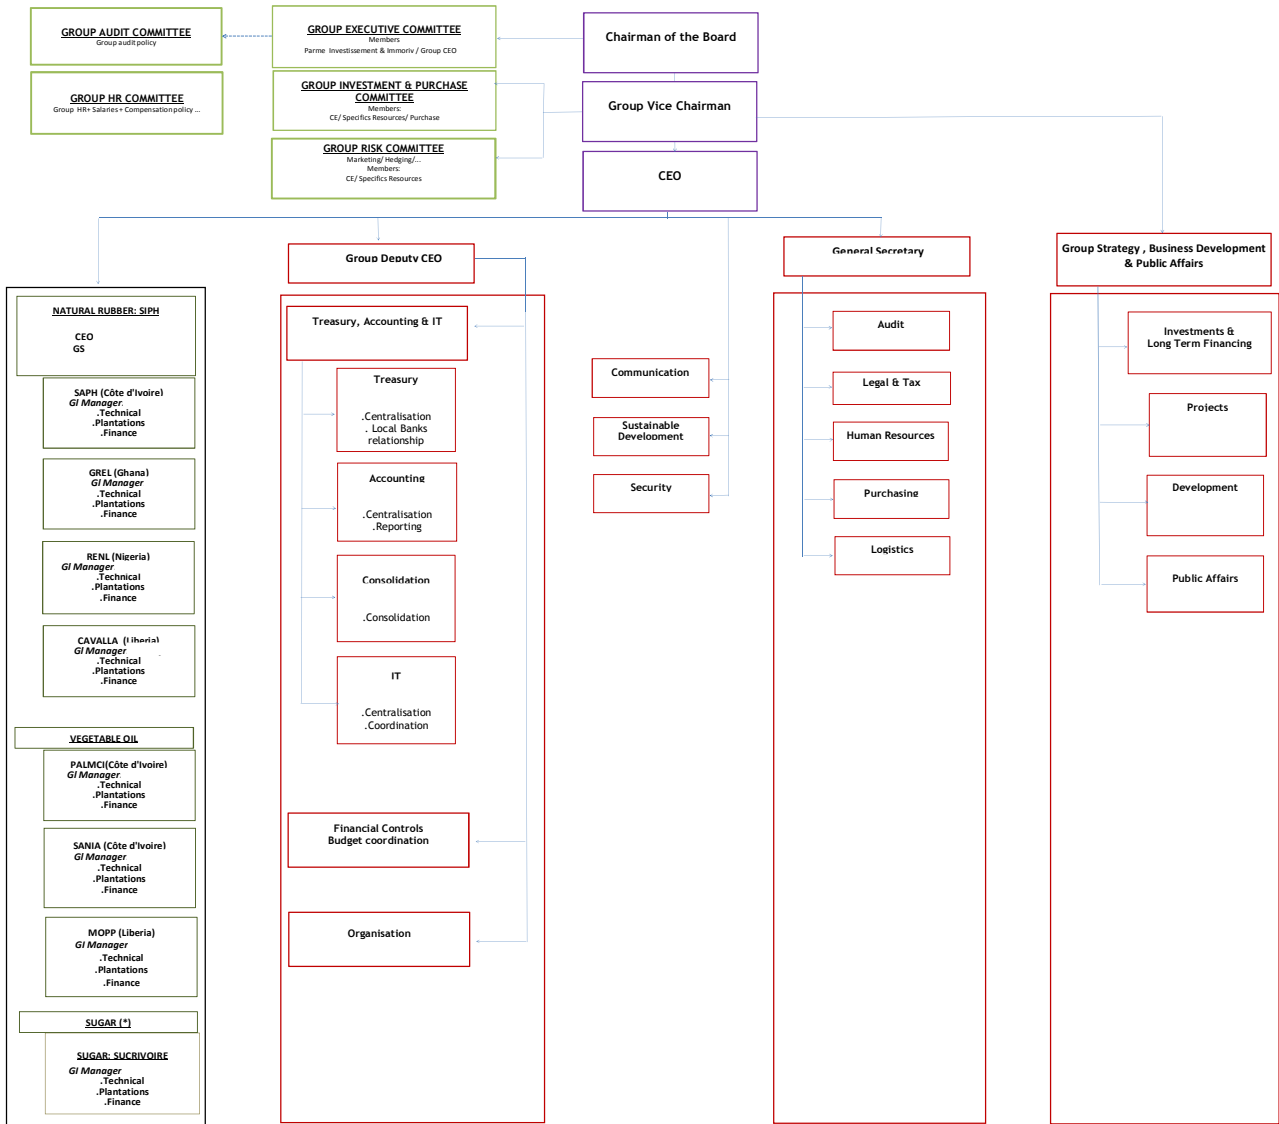 GROUP AUDIT COMMITTEE
Group audit policy
GROUP HR COMMITTEE
Group HR+ Salaries + Compensation policy ...
GROUP EXECUTIVE COMMITTEE
Members
Parme Investissement & Immoriv / Group CEO
GROUP INVESTMENT & PURCHASE
COMMITTEE
Members:
CE/ Specifics Resources/ Purchase
GROUP RISK COMMITTEE
Marketing/ Hedging/...
Members:
CE/ Specifics Resources
Chairman of the Board
Group Vice Chairman
CEO
NATURAL RUBBER: SIPH
CEO
GS
SAPH (Côte d'Ivoire)
Gl Manager
.Technical
.Plantations
.Finance
GREL (Ghana)
Gl Manager
.Technical
.Plantations
.Finance
RENL (Nigeria)
Gl Manager
.Technical
.Plantations
.Finance
CAVALLA (Liberia)
Gl Manager
.Technical
.Plantations
.Finance
VEGETABLE OIL
PALMCI(Côte d'Ivoire)
Gl Manager
.Technical
.Plantations
.Finance
SANIA (Côte d'Ivoire)
Gl Manager
.Technical
.Plantations
.Finance
MOPP (Liberia)
Gl Manager
.Technical
.Plantations
.Finance
SUGAR (*)
SUGAR: SUCRIVOIRE
Gl Manager
.Technical
.Plantations
.Finance
Group Deputy CEO
Treasury, Accounting & IT
Treasury
.Centralisation
. Local Banks
relationship
Accounting
.Centralisation
.Reporting
Consolidation
.Consolidation
IT
.Centralisation
.Coordination
Financial Controls
Budget coordination
Organisation
Communication
Sustainable
Development
Security
General Secretary
Audit
Legal & Tax
Human Resources
Purchasing
Logistics
Group Strategy , Business Development
& Public Affairs
Investments &
Long Term Financing
Projects
Development
Public Affairs